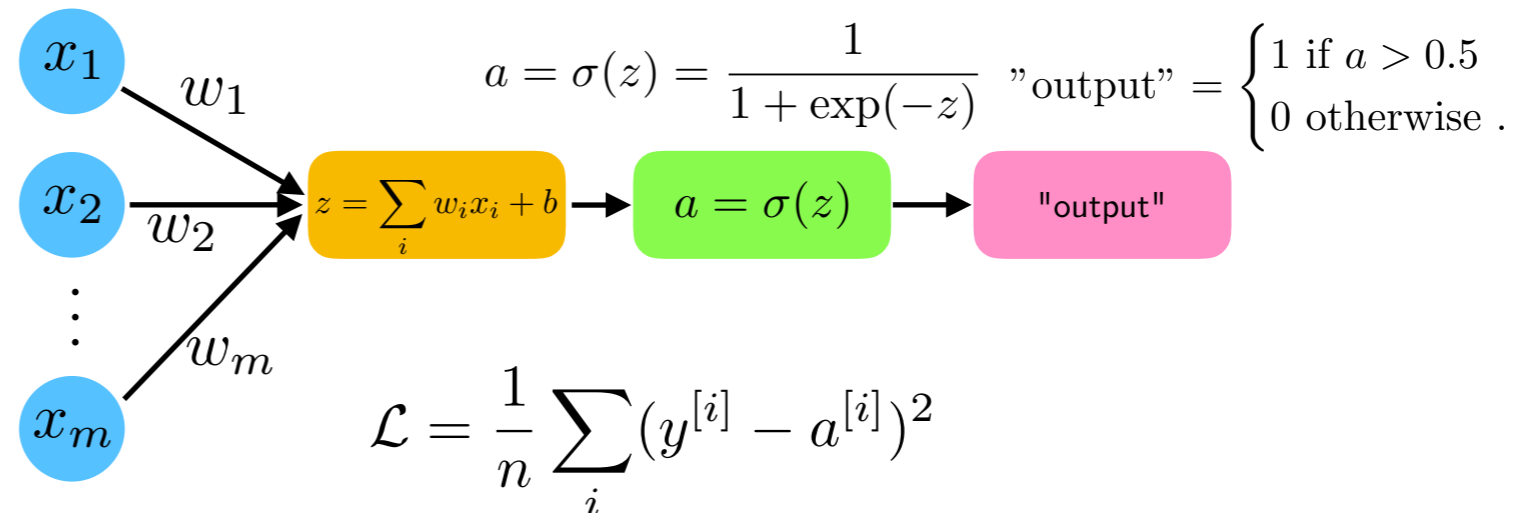 x₁
w₁
a = σ(z) = 1 / (1 + exp(−z))
”output” = { 1 if a > 0.5
0 otherwise .
x₂
w₂
z = ∑ᵢ wᵢxᵢ + b
a = σ(z)
"output"
⋮
wₘ
xₘ
ℒ = 1/n ∑ᵢ (y^[i] − a^[i])²